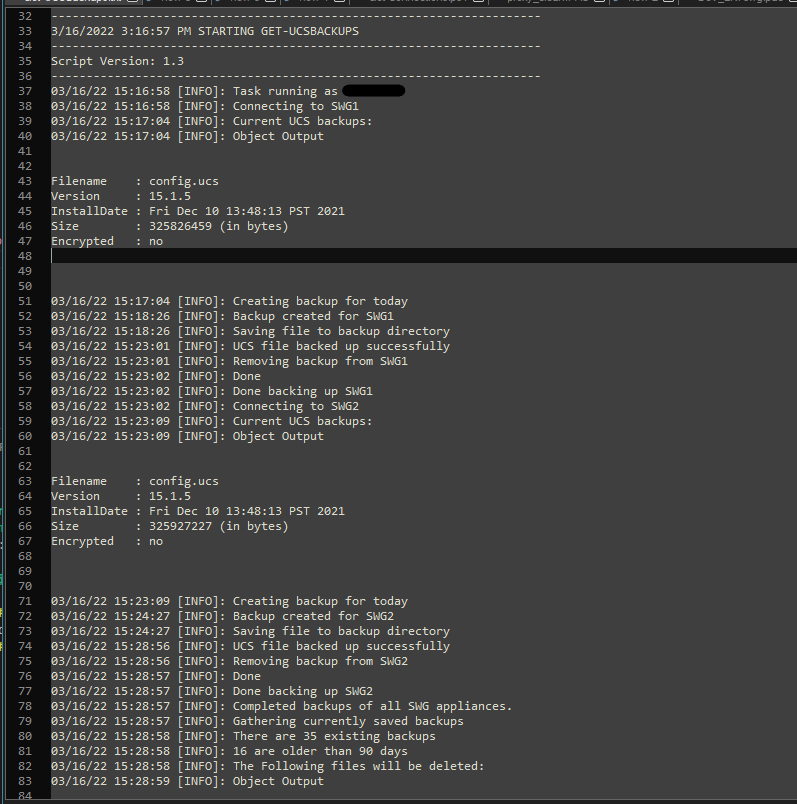 32 ----------------------------------------------------------------------
33 3/16/2022 3:16:57 PM STARTING GET-UCSBACKUPS
34 ----------------------------------------------------------------------
35 Script Version: 1.3
36 ----------------------------------------------------------------------
37 03/16/22 15:16:58 [INFO]: Task running as
38 03/16/22 15:16:58 [INFO]: Connecting to SWG1
39 03/16/22 15:17:04 [INFO]: Current UCS backups:
40 03/16/22 15:17:04 [INFO]: Object Output
41
42
43 Filename    : config.ucs
44 Version     : 15.1.5
45 InstallDate : Fri Dec 10 13:48:13 PST 2021
46 Size        : 325826459 (in bytes)
47 Encrypted   : no
48
49
50
51 03/16/22 15:17:04 [INFO]: Creating backup for today
52 03/16/22 15:18:26 [INFO]: Backup created for SWG1
53 03/16/22 15:18:26 [INFO]: Saving file to backup directory
54 03/16/22 15:23:01 [INFO]: UCS file backed up successfully
55 03/16/22 15:23:01 [INFO]: Removing backup from SWG1
56 03/16/22 15:23:02 [INFO]: Done
57 03/16/22 15:23:02 [INFO]: Done backing up SWG1
58 03/16/22 15:23:02 [INFO]: Connecting to SWG2
59 03/16/22 15:23:09 [INFO]: Current UCS backups:
60 03/16/22 15:23:09 [INFO]: Object Output
61
62
63 Filename    : config.ucs
64 Version     : 15.1.5
65 InstallDate : Fri Dec 10 13:48:13 PST 2021
66 Size        : 325927227 (in bytes)
67 Encrypted   : no
68
69
70
71 03/16/22 15:23:09 [INFO]: Creating backup for today
72 03/16/22 15:24:27 [INFO]: Backup created for SWG2
73 03/16/22 15:24:27 [INFO]: Saving file to backup directory
74 03/16/22 15:28:56 [INFO]: UCS file backed up successfully
75 03/16/22 15:28:56 [INFO]: Removing backup from SWG2
76 03/16/22 15:28:57 [INFO]: Done
77 03/16/22 15:28:57 [INFO]: Done backing up SWG2
78 03/16/22 15:28:57 [INFO]: Completed backups of all SWG appliances.
79 03/16/22 15:28:57 [INFO]: Gathering currently saved backups
80 03/16/22 15:28:58 [INFO]: There are 35 existing backups
81 03/16/22 15:28:58 [INFO]: 16 are older than 90 days
82 03/16/22 15:28:58 [INFO]: The Following files will be deleted:
83 03/16/22 15:28:59 [INFO]: Object Output
84